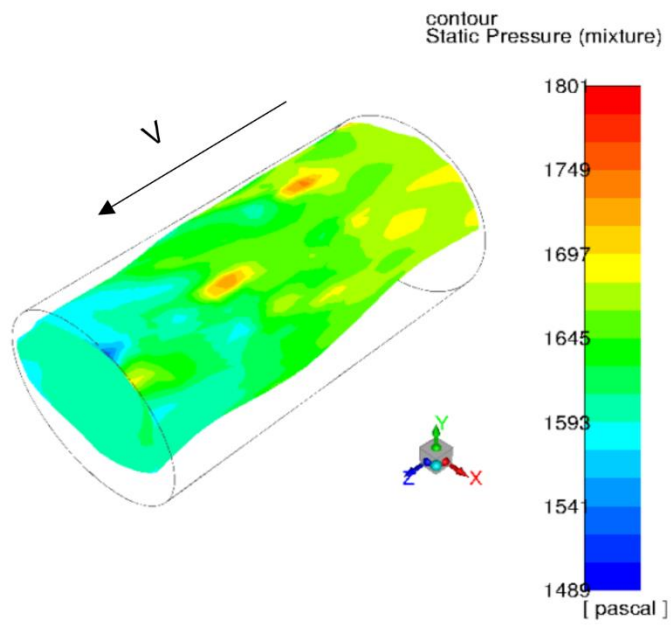 contour
Static Pressure (mixture)
V
1801
1749
1697
1645
1593
1541
1489
[ pascal ]
Y
Z
X